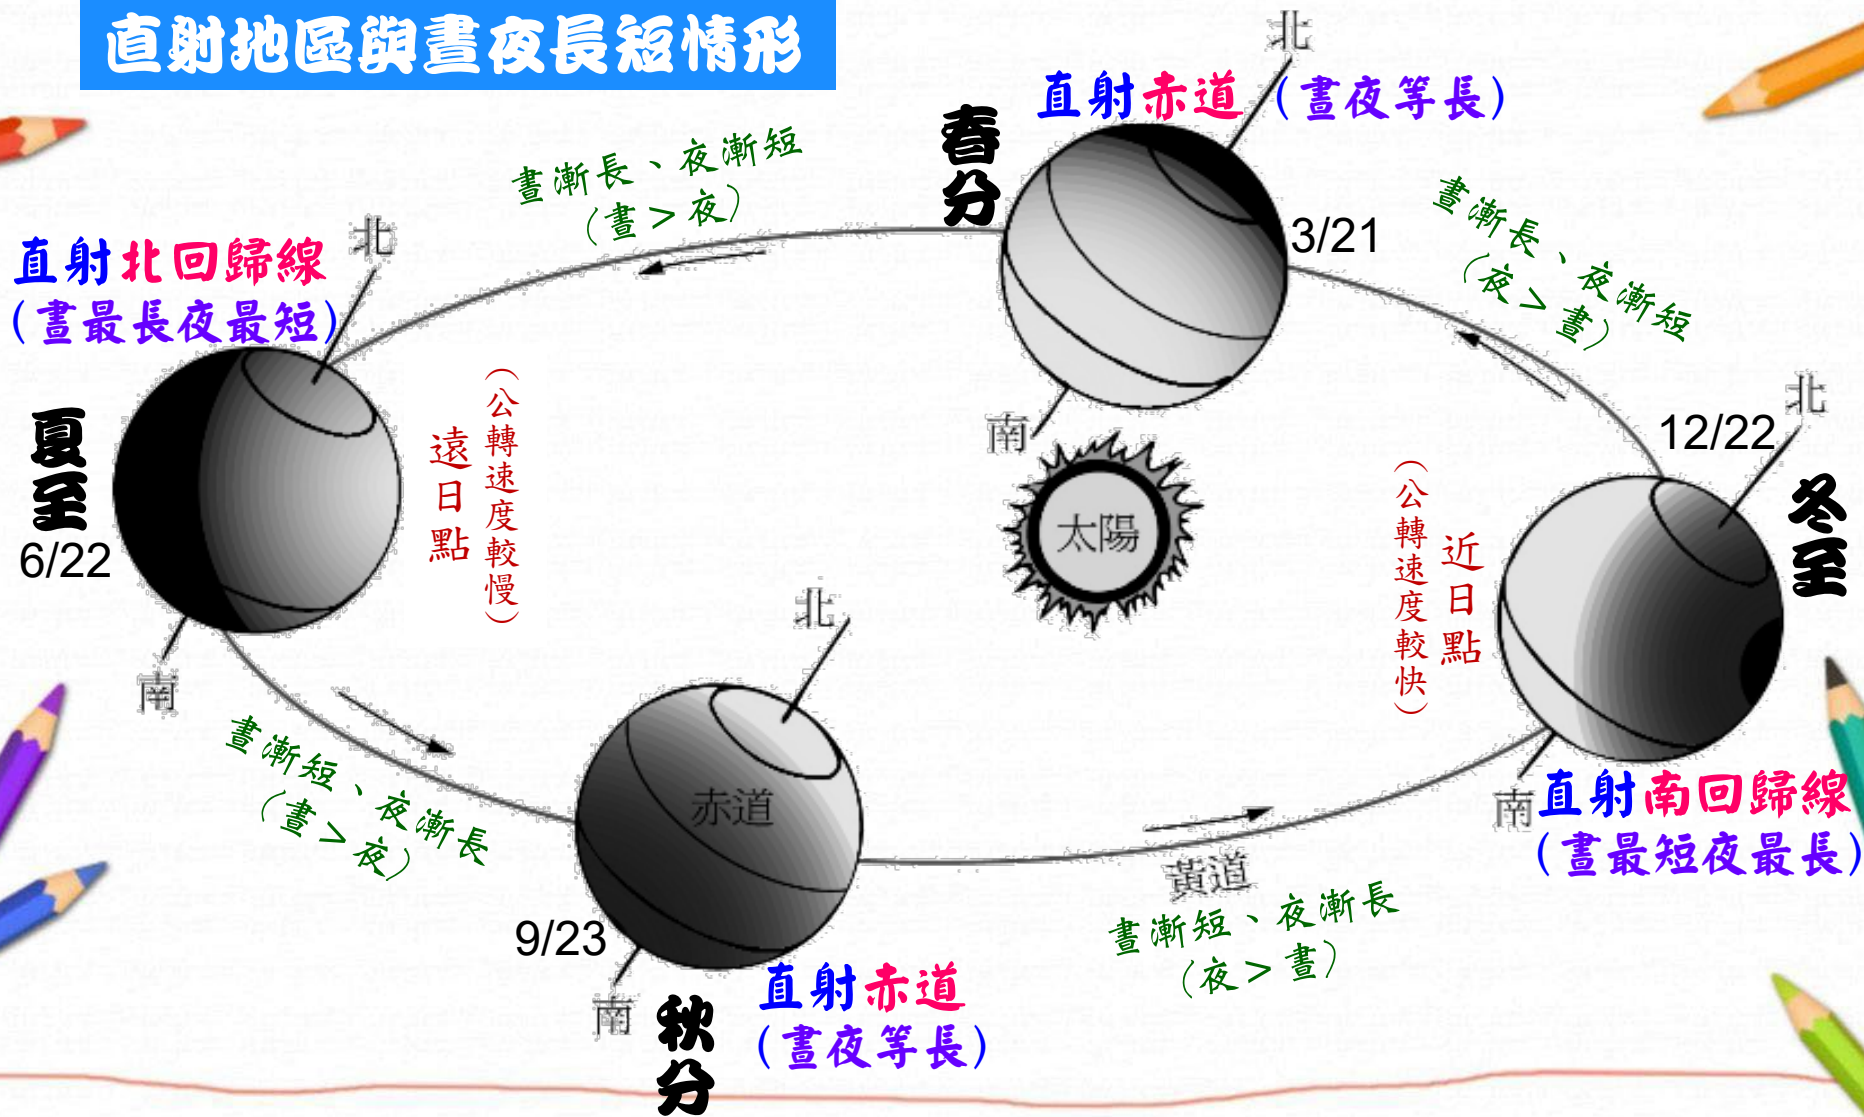 直射地區與晝夜長短情形
北
直射赤道（晝夜等長）
春分
3/21
南
晝漸長、夜漸短
（晝＞夜）
晝漸長、夜漸短
（夜＞晝）
北
直射北回歸線
（晝最長夜最短）
夏至
6/22
南
遠日點
（公轉速度較慢）
太陽
（公轉速度較快）
近日點
12/22
北
冬至
南
直射南回歸線
（晝最短夜最長）
晝漸短、夜漸長
（晝＞夜）
北
赤道
9/23
南
秋分
直射赤道
（晝夜等長）
黃道
晝漸短、夜漸長
（夜＞晝）